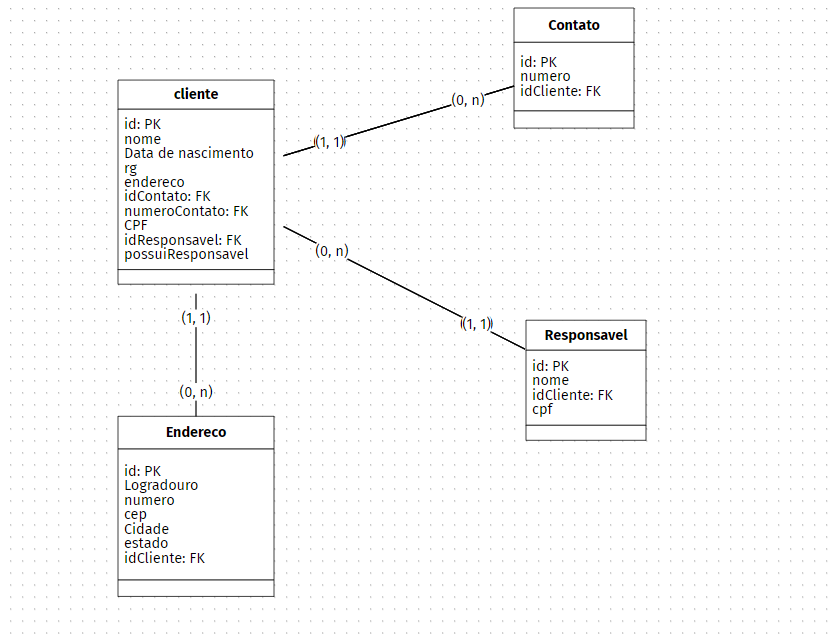 Contato
id: PK
numero
idCliente: FK
cliente
id: PK
nome
Data de nascimento
rg
endereco
idContato: FK
numeroContato: FK
CPF
idResponsavel: FK
possuiResponsavel
(0, n)
(1, 1)
(0, n)
(1, 1)
Responsavel
id: PK
nome
idCliente: FK
cpf
(1, 1)
(0, n)
Endereco
id: PK
Logradouro
numero
cep
Cidade
estado
idCliente: FK